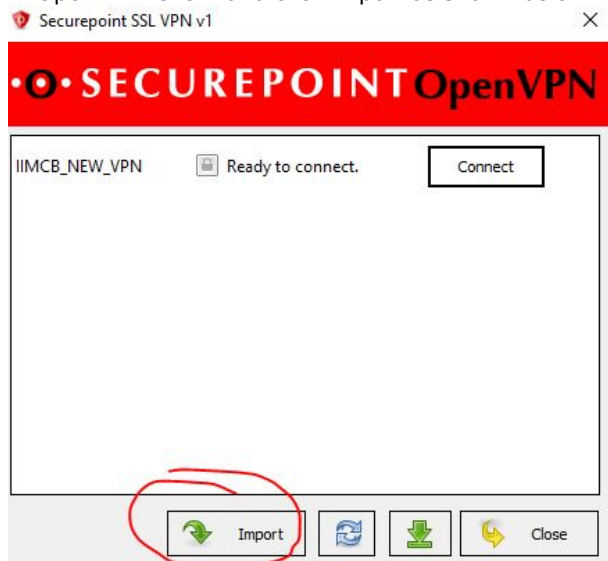 Securepoint SSL VPN v1
SECUREPOINT OpenVPN
IIMCB_NEW_VPN Ready to connect. Connect
Import Close